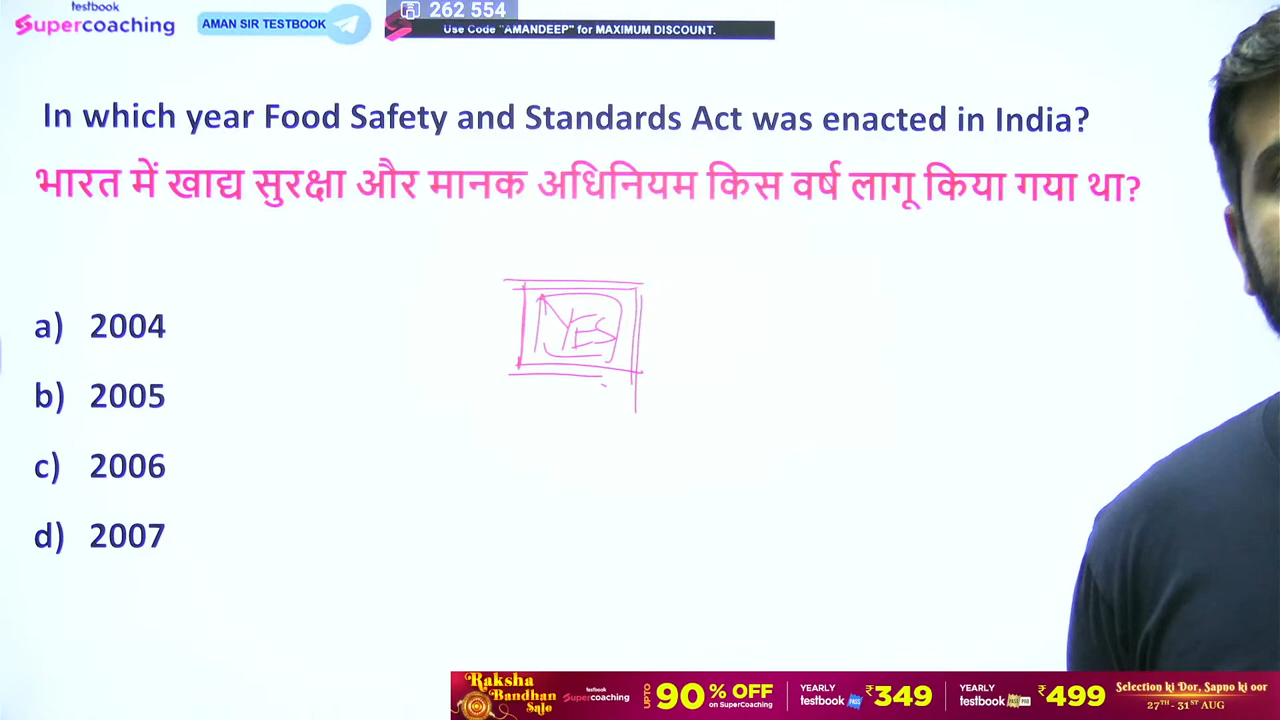 testbook
Supercoaching
AMAN SIR TESTBOOK
262 554
Use Code "AMANDEEP" for MAXIMUM DISCOUNT.
In which year Food Safety and Standards Act was enacted in India?
भारत में खाद्य सुरक्षा और मानक अधिनियम किस वर्ष लागू किया गया था?
YES
a) 2004
b) 2005
c) 2006
d) 2007
Raksha
Bandhan
Sale
testbook
Supercoaching
UPTO 90% OFF
on SuperCoaching
YEARLY
testbook PASS ₹349
YEARLY
testbook PASS PRO ₹499
Selection ki Dor, Sapno ki oor
27TH - 31ST AUG